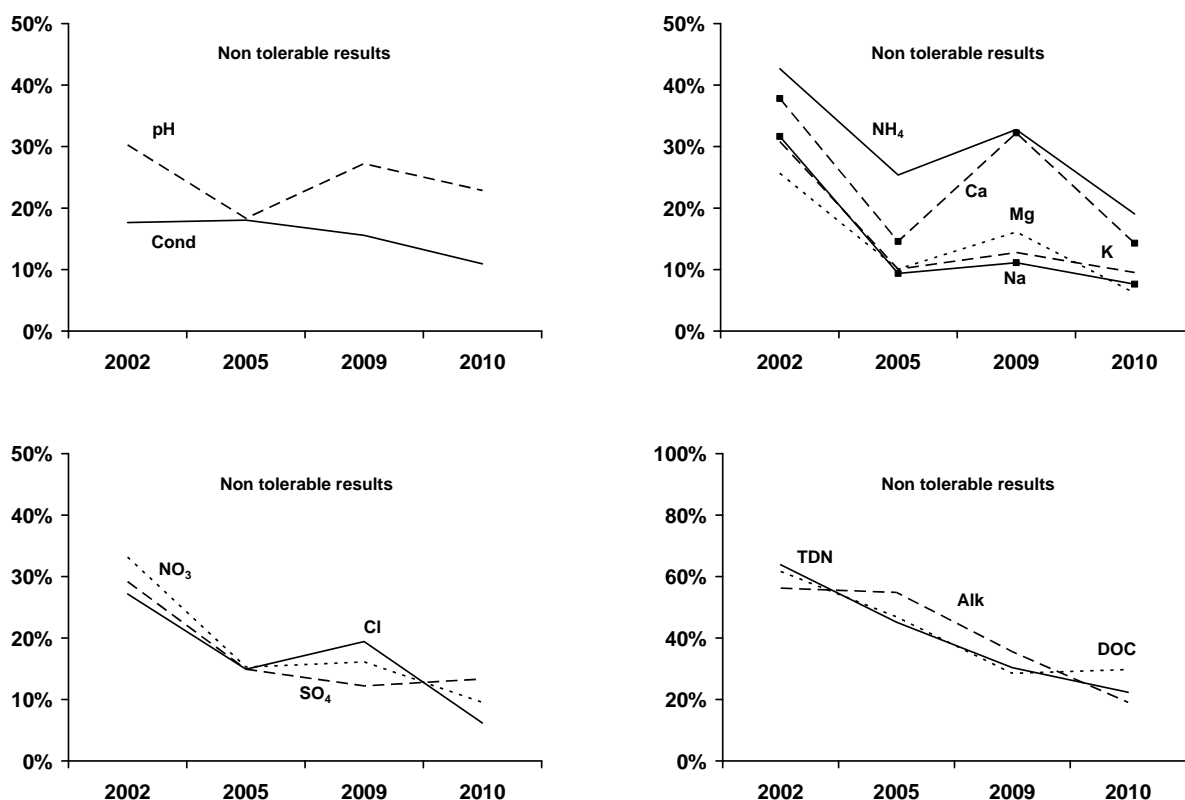 50%
Non tolerable results
40%
pH
30%
20%
Cond
10%
0%
2002 2005 2009 2010
50%
Non tolerable results
40%
NH4
30%
Ca
20%
Mg
K
10%
Na
0%
2002 2005 2009 2010
50%
Non tolerable results
40%
NO3
30%
Cl
20%
SO4
10%
0%
2002 2005 2009 2010
100%
Non tolerable results
80%
TDN
60%
Alk
40%
DOC
20%
0%
2002 2005 2009 2010